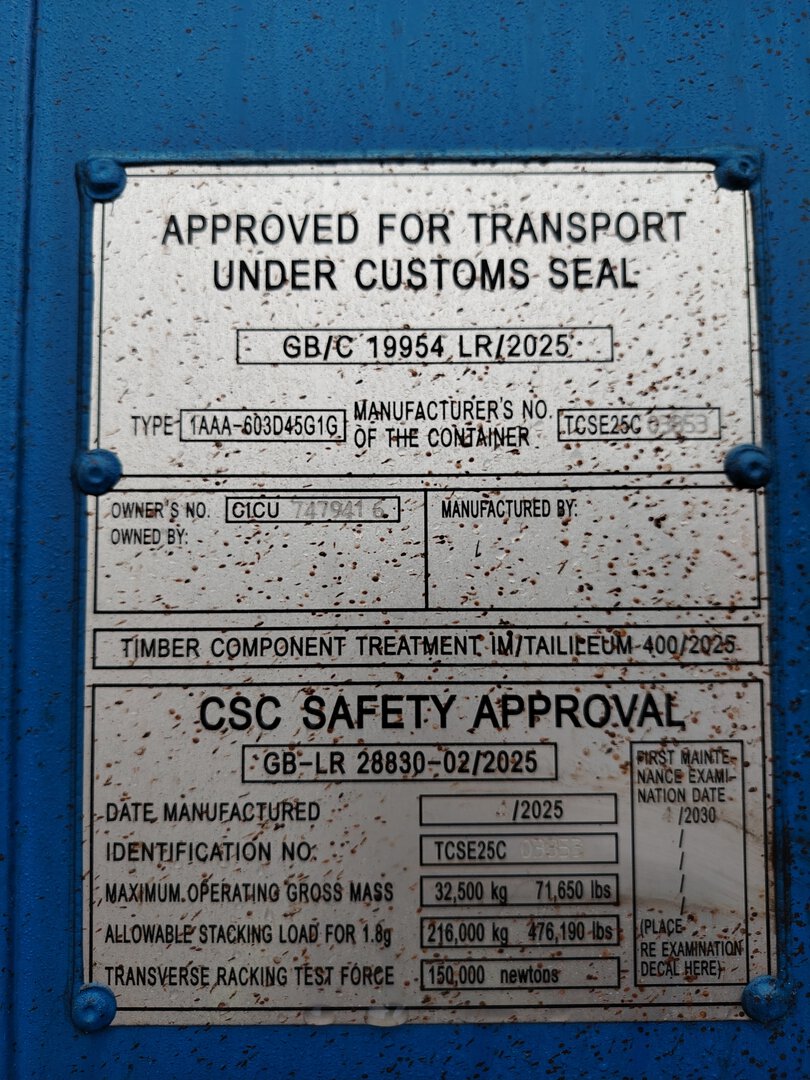 APPROVED FOR TRANSPORT
UNDER CUSTOMS SEAL
GB/C 19954 LR/2025
TYPE 1AAA-603D45G1G
MANUFACTURER'S NO.
OF THE CONTAINER
TCSE25C
OWNER'S NO. CICU 747941 6
OWNED BY:
MANUFACTURED BY:
TIMBER COMPONENT TREATMENT IM/TAILILEUM 400/2025
CSC SAFETY APPROVAL
GB-LR 28830-02/2025
DATE MANUFACTURED /2025
IDENTIFICATION NO. TCSE25C
MAXIMUM OPERATING GROSS MASS 32,500 kg 71,650 lbs
ALLOWABLE STACKING LOAD FOR 1.8g 216,000 kg 476,190 lbs
TRANSVERSE RACKING TEST FORCE 150,000 newtons
FIRST MAINTE-
NANCE EXAMI-
NATION DATE
/2030
/
/
/
/
(PLACE
RE EXAMINATION
DECAL HERE)